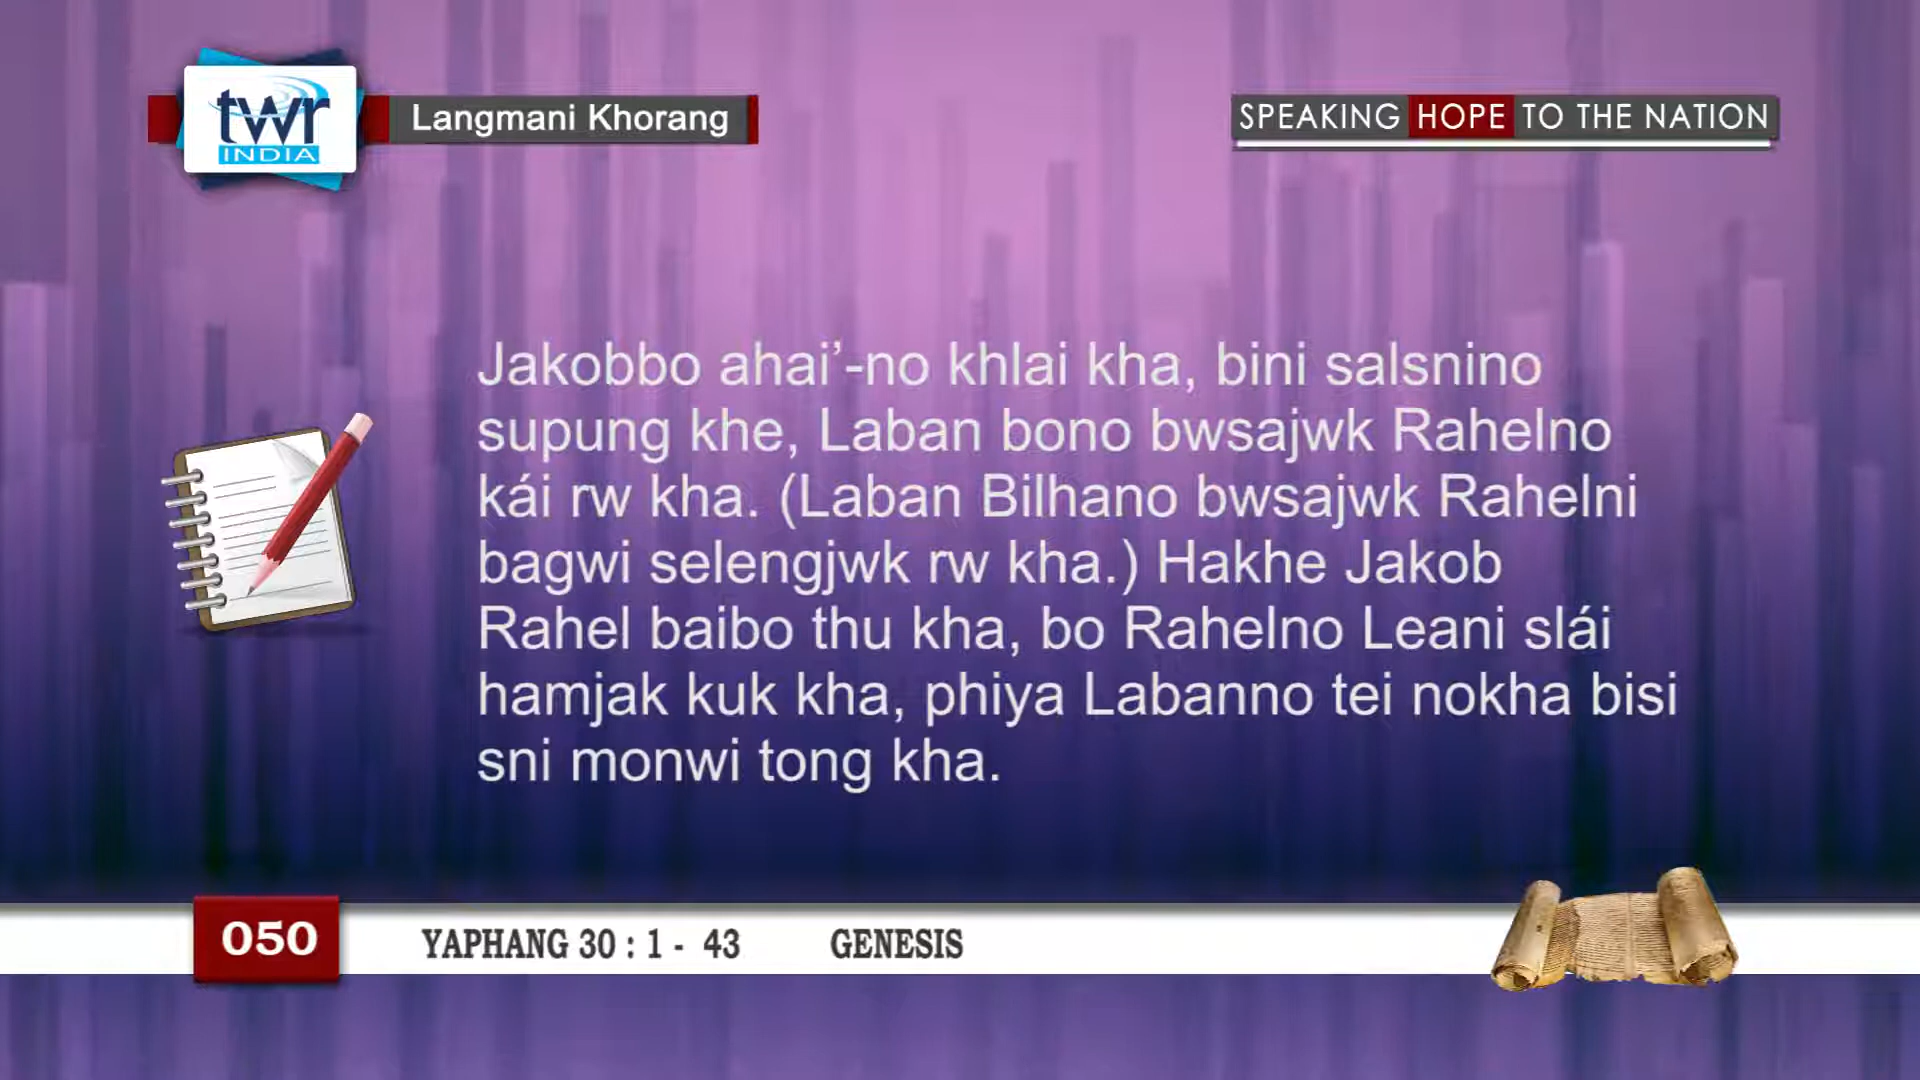 twr
INDIA
Langmani Khorang
SPEAKING HOPE TO THE NATION
Jakobbo ahai’-no khlai kha, bini salsnino
supung khe, Laban bono bwsajwk Rahelno
kái rw kha. (Laban Bilhano bwsajwk Rahelni
bagwi selengjwk rw kha.) Hakhe Jakob
Rahel baibo thu kha, bo Rahelno Leani slái
hamjak kuk kha, phiya Labanno tei nokha bisi
sni monwi tong kha.
050
YAPHANG 30 : 1 - 43 GENESIS